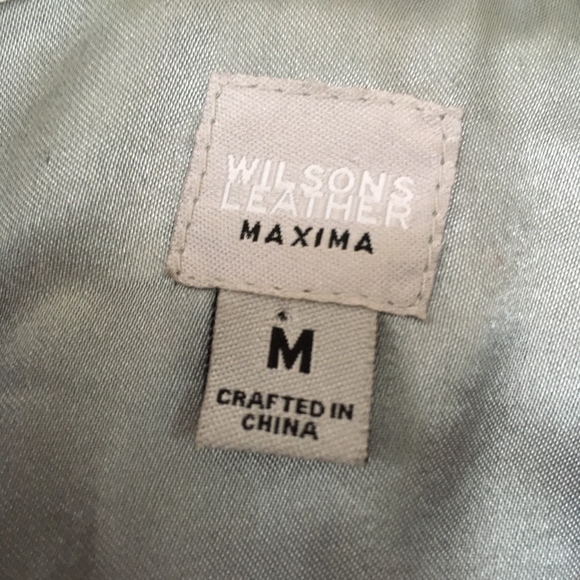 WILSONS
LEATHER
MAXIMA
M
CRAFTED IN
CHINA